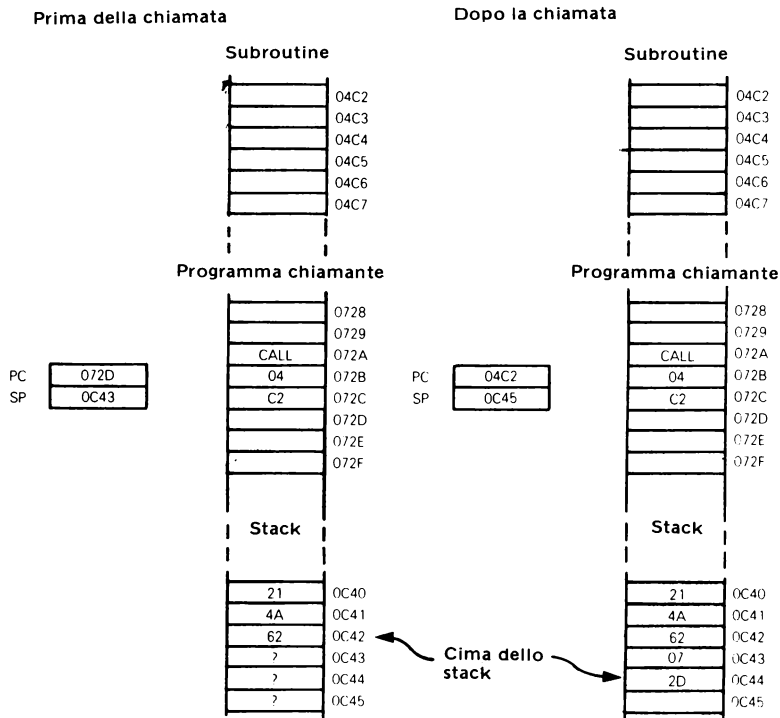 Prima della chiamata
Subroutine
04C2
04C3
04C4
04C5
04C6
04C7
Programma chiamante
0728
0729
CALL 072A
04 072B
C2 072C
072D
072E
072F
PC 072D
SP 0C43
Stack
21 0C40
4A 0C41
62 0C42
? 0C43
? 0C44
? 0C45
Cima dello
stack
Dopo la chiamata
Subroutine
04C2
04C3
04C4
04C5
04C6
04C7
Programma chiamante
0728
0729
CALL 072A
04 072B
C2 072C
072D
072E
072F
PC 04C2
SP 0C45
Stack
21 0C40
4A 0C41
62 0C42
07 0C43
2D 0C44
0C45